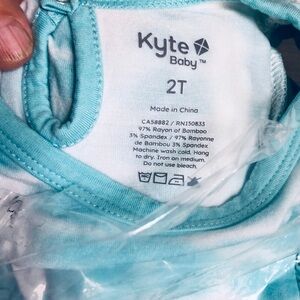 Kyte
Baby™
2T
Made in China
CA58882 / RN150833
97% Rayon of Bamboo
3% Spandex / 97% Rayonne
de Bambou 3% Spandex
Machine wash cold, Hang
to dry. Iron on medium.
Do not use bleach.